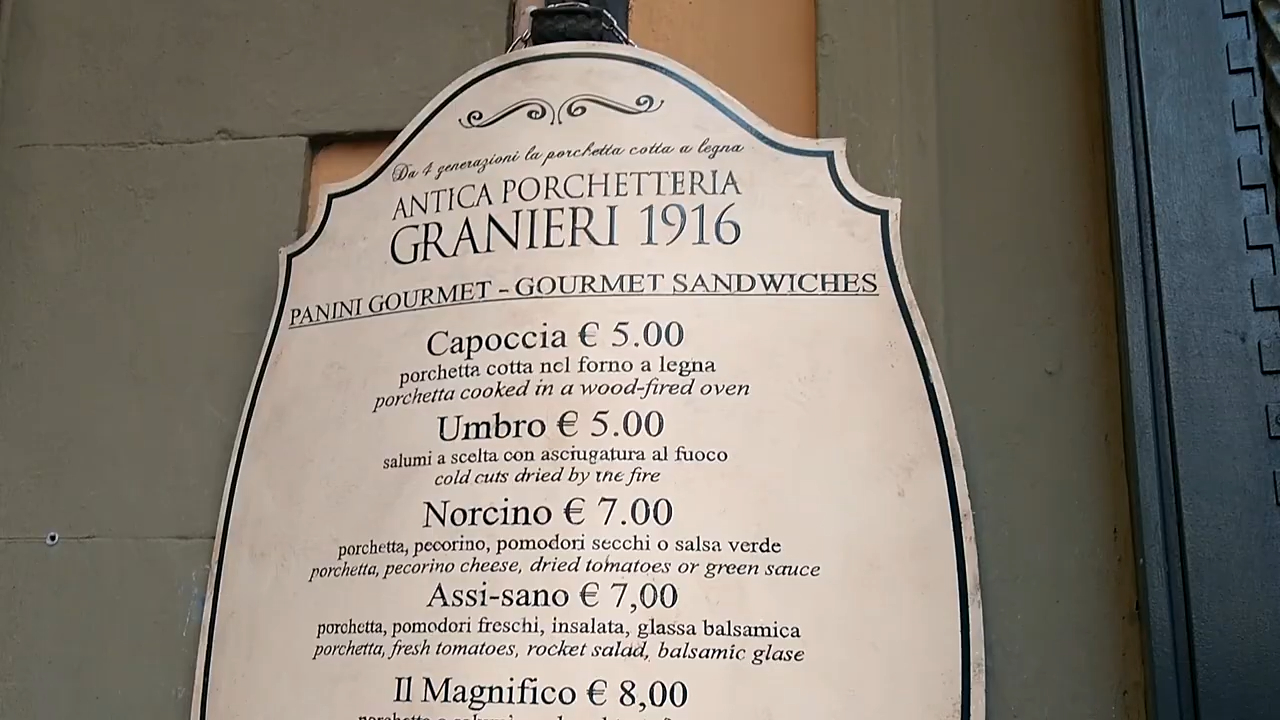 Da 4 generazioni la porchetta cotta a legna
ANTICA PORCHETTERIA
GRANIERI 1916
PANINI GOURMET - GOURMET SANDWICHES
Capoccia € 5.00
porchetta cotta nel forno a legna
porchetta cooked in a wood-fired oven
Umbro € 5.00
salumi a scelta con asciugatura al fuoco
cold cuts dried by the fire
Norcino € 7.00
porchetta, pecorino, pomodori secchi o salsa verde
porchetta, pecorino cheese, dried tomatoes or green sauce
Assi-sano € 7,00
porchetta, pomodori freschi, insalata, glassa balsamica
porchetta, fresh tomatoes, rocket salad, balsamic glase
Il Magnifico € 8,00